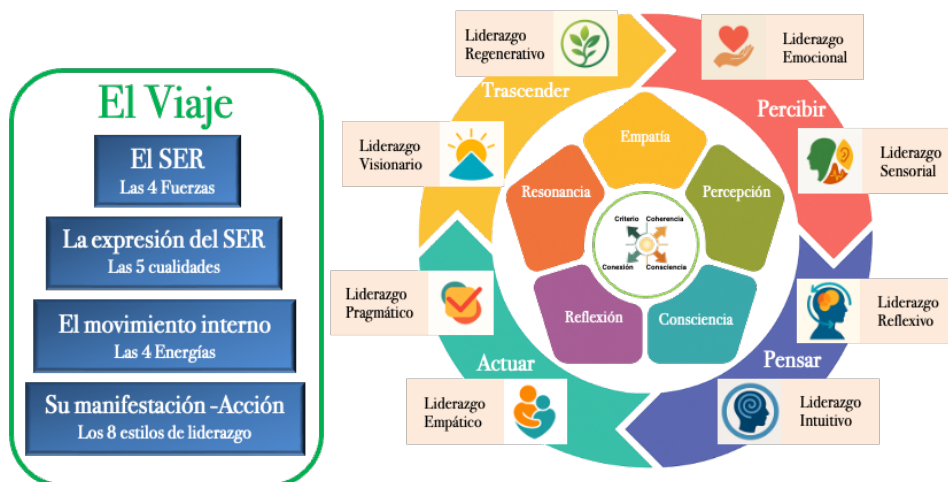 El Viaje
El SER
Las 4 Fuerzas
La expresión del SER
Las 5 cualidades
El movimiento interno
Las 4 Energías
Su manifestación -Acción
Los 8 estilos de liderazgo
Liderazgo
Regenerativo
Liderazgo
Emocional
Trascender
Percibir
Liderazgo
Visionario
Liderazgo
Sensorial
Empatía
Resonancia
Percepción
Criterio
Coherencia
Conexión
Consciencia
Reflexión
Consciencia
Liderazgo
Pragmático
Liderazgo
Reflexivo
Actuar
Pensar
Liderazgo
Empático
Liderazgo
Intuitivo